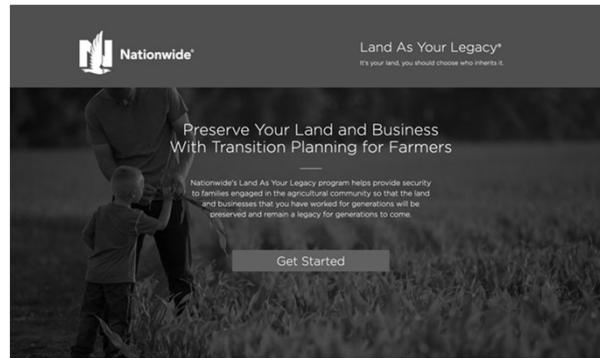 Nationwide®
Land As Your Legacy®
It's your land, you should choose who inherits it.
Preserve Your Land and Business
With Transition Planning for Farmers
Nationwide's Land As Your Legacy program helps provide security
to families engaged in the agricultural community so that the land
and businesses that you have worked for generations will be
preserved and remain a legacy for generations to come.
Get Started